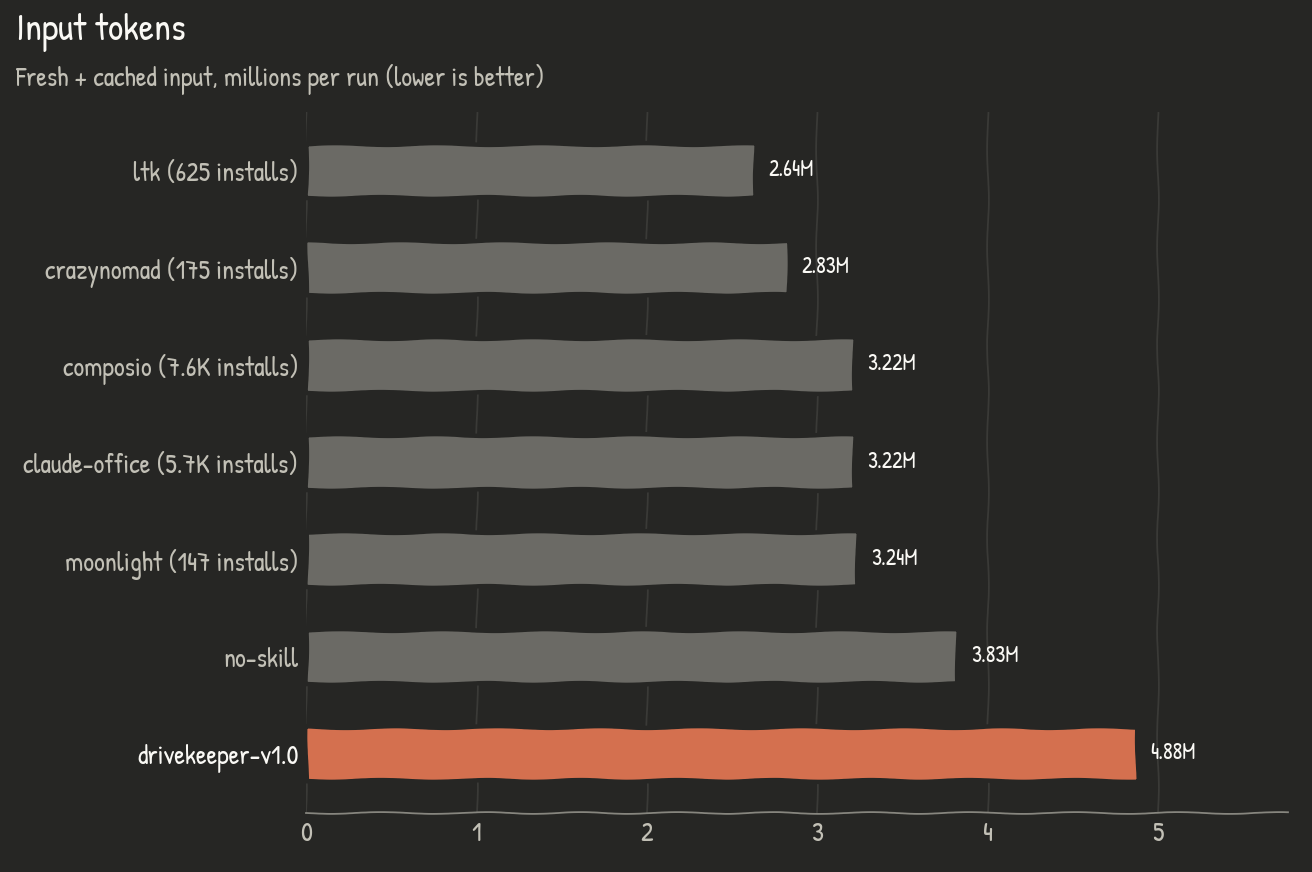 Input tokens
Fresh + cached input, millions per run (lower is better)
ltk (625 installs) 2.64M
crazynomad (175 installs) 2.83M
composio (7.6K installs) 3.22M
claude-office (5.7K installs) 3.22M
moonlight (147 installs) 3.24M
no-skill 3.83M
drivekeeper-v1.0 4.88M
0 1 2 3 4 5